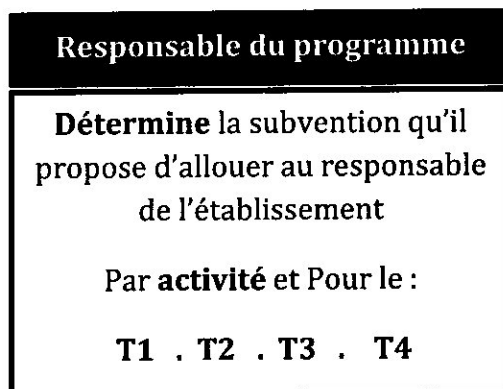 Responsable du programme
Détermine la subvention qu'il
propose d'allouer au responsable
de l'établissement
Par activité et Pour le :
T1 . T2 . T3 . T4